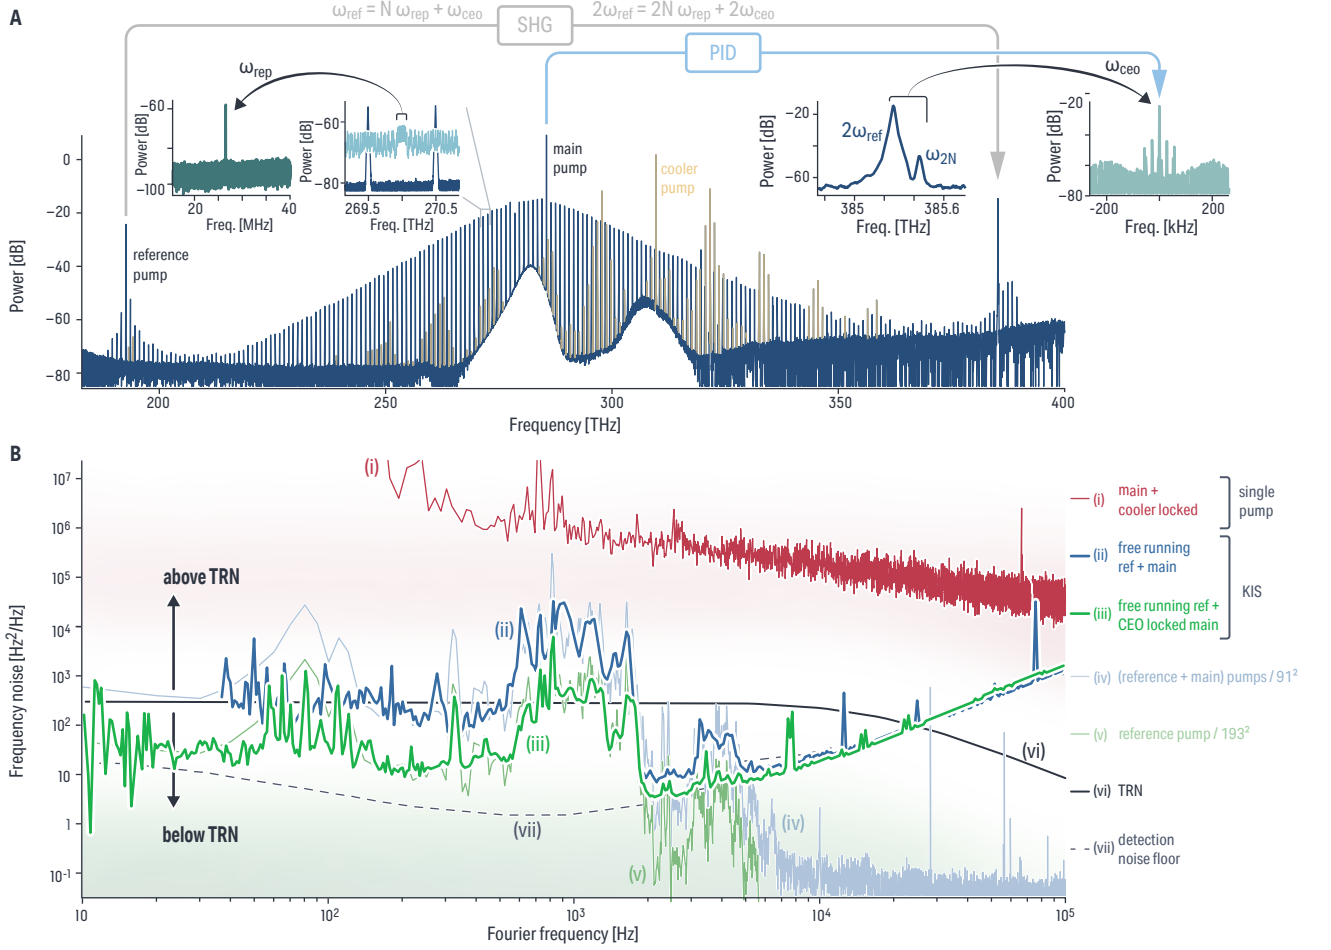 A
ωref = N ωrep + ωceo
SHG
2ωref = 2N ωrep + 2ωceo
PID
ωrep
ωceo
−60
−100
Power [dB]
20
40
Freq. [MHz]
−60
−80
Power [dB]
269.5
270.5
Freq. [THz]
main
pump
cooler
pump
−20
−60
Power [dB]
2ωref
ω2N
385
385.6
Freq. [THz]
−20
−80
Power [dB]
−200
200
Freq. [kHz]
reference
pump
0
−20
−40
−60
−80
Power [dB]
200
250
300
350
400
Frequency [THz]
B
10⁷
10⁶
10⁵
10⁴
10³
10²
10
1
10⁻¹
Frequency noise [Hz²/Hz]
(i)
above TRN
(ii)
(iii)
below TRN
(vii)
(v)
(iv)
(vi)
10
10²
10³
10⁴
10⁵
Fourier frequency [Hz]
(i) main +
cooler locked
single
pump
(ii) free running
ref + main
KIS
(iii) free running ref +
CEO locked main
(iv) (reference + main) pumps / 91²
(v) reference pump / 193²
(vi) TRN
(vii) detection
noise floor